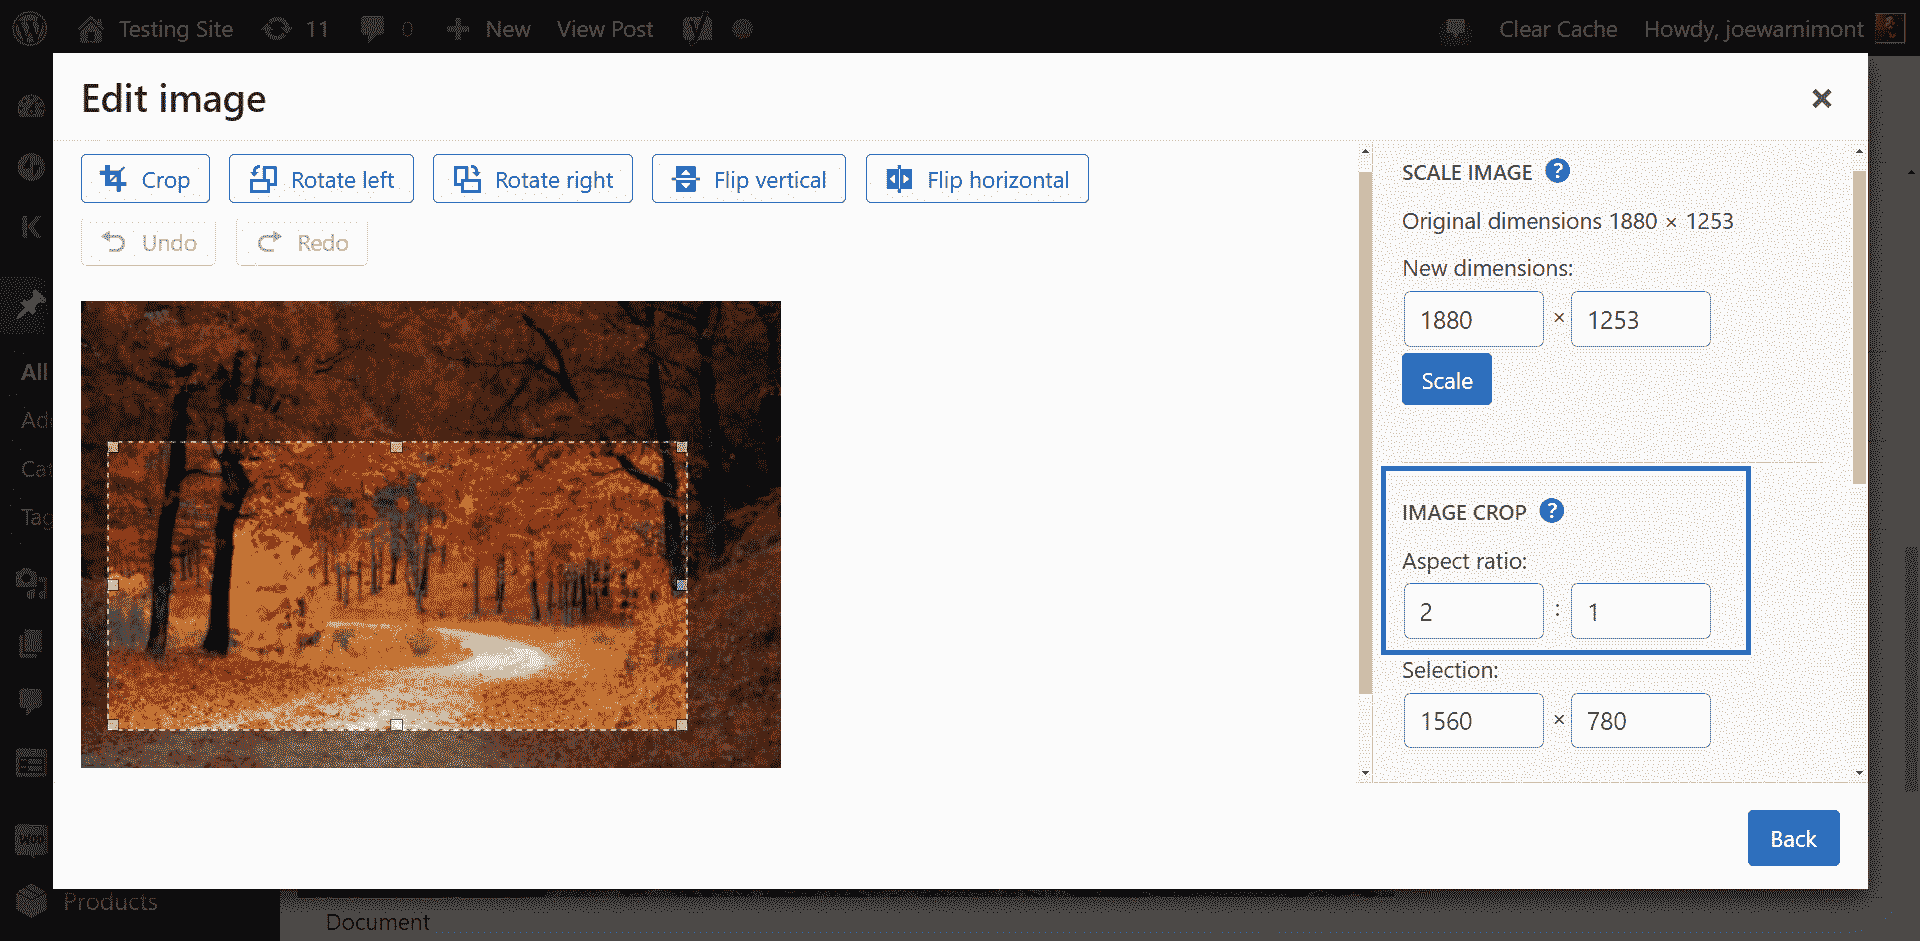 Testing Site 11 0 New View Post Clear Cache Howdy, joewarnimont
Edit image
Crop Rotate left Rotate right Flip vertical Flip horizontal
Undo Redo
SCALE IMAGE ?
Original dimensions 1880 × 1253
New dimensions:
1880 × 1253
Scale
IMAGE CROP ?
Aspect ratio:
2 : 1
Selection:
1560 × 780
Back
All
Ad
Cat
Tag
Products
Document